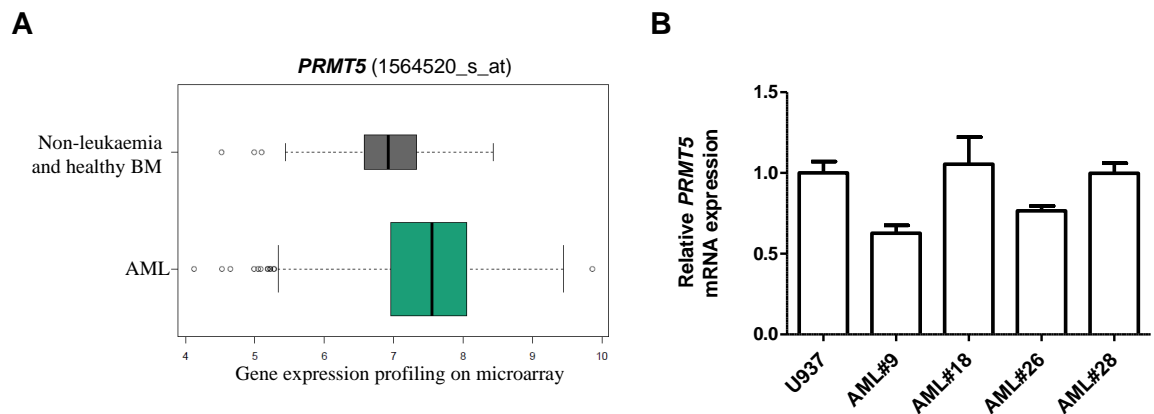 A
PRMT5 (1564520_s_at)
Non-leukaemia
and healthy BM
AML
4 5 6 7 8 9 10
Gene expression profiling on microarray
B
Relative PRMT5
mRNA expression
1.5
1.0
0.5
0.0
U937 AML#9 AML#18 AML#26 AML#28